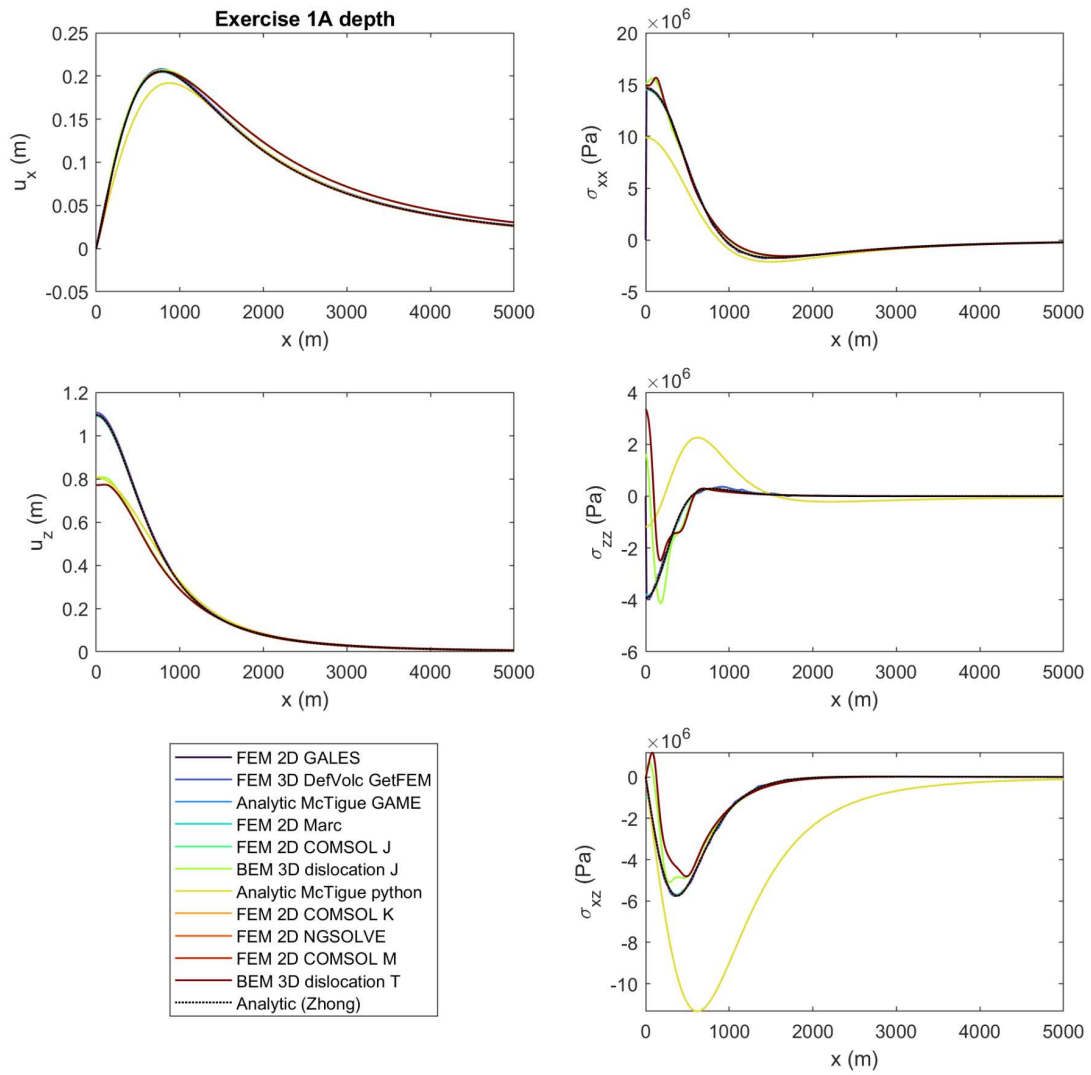 Exercise 1A depth
0.25
0.2
0.15
0.1
0.05
0
-0.05
u_x (m)
0 1000 2000 3000 4000 5000
x (m)
×10^6
20
15
10
5
0
-5
σ_xx (Pa)
0 1000 2000 3000 4000 5000
x (m)
1.2
1
0.8
0.6
0.4
0.2
0
u_z (m)
0 1000 2000 3000 4000 5000
x (m)
×10^6
4
2
0
-2
-4
-6
σ_zz (Pa)
0 1000 2000 3000 4000 5000
x (m)
FEM 2D GALES
FEM 3D DefVolc GetFEM
Analytic McTigue GAME
FEM 2D Marc
FEM 2D COMSOL J
BEM 3D dislocation J
Analytic McTigue python
FEM 2D COMSOL K
FEM 2D NGSOLVE
FEM 2D COMSOL M
BEM 3D dislocation T
Analytic (Zhong)
×10^6
0
-2
-4
-6
-8
-10
σ_xz (Pa)
0 1000 2000 3000 4000 5000
x (m)